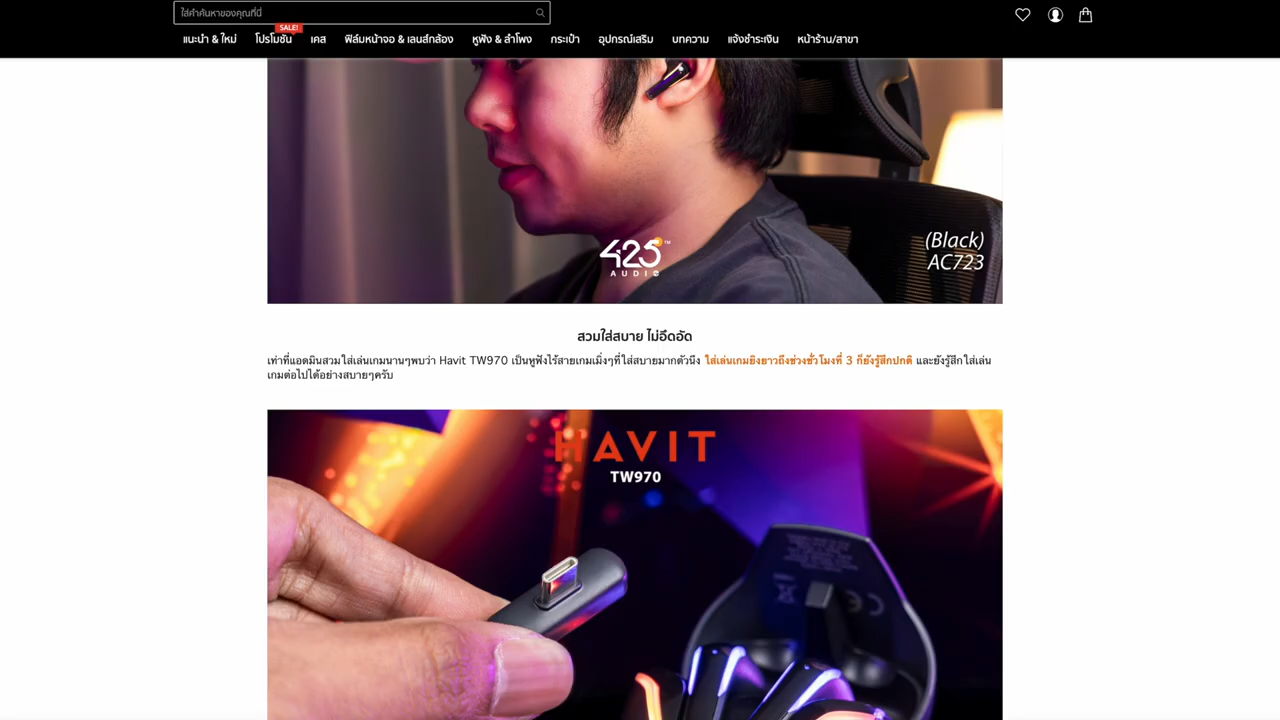 ใส่คำค้นหาของคุณที่นี่
SALE!
แนะนำ & ใหม่ โปรโมชัน เคส ฟิล์มหน้าจอ & เลนส์กล้อง หูฟัง & ลำโพง กระเป๋า อุปกรณ์เสริม บทความ แจ้งชำระเงิน หน้าร้าน/สาขา
425™
AUDIO
(Black)
AC723
สวมใส่สบาย ไม่อึดอัด
เท่าที่แอดมินสวมใส่เล่นเกมนานๆพบว่า Havit TW970 เป็นหูฟังไร้สายเกมเมิ่งๆที่ใส่สบายมากตัวนึง ใส่เล่นเกมยิงยาวถึงช่วงชั่วโมงที่ 3 ก็ยังรู้สึกปกติ และยังรู้สึกใส่เล่น
เกมต่อไปได้อย่างสบายๆครับ
HAVIT
TW970